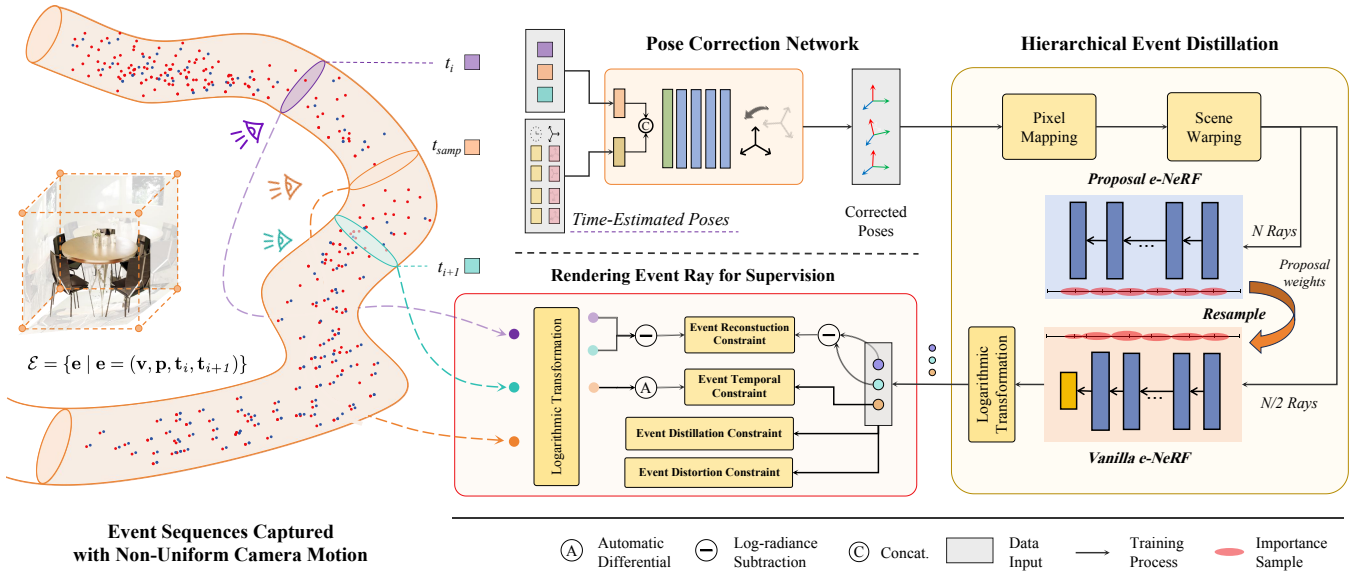 t_i
t_samp
t_{i+1}
ℰ = {e | e = (v, p, t_i, t_{i+1})}
Event Sequences Captured
with Non-Uniform Camera Motion
Pose Correction Network
C
Time-Estimated Poses
Corrected
Poses
Hierarchical Event Distillation
Pixel
Mapping
Scene
Warping
Proposal e-NeRF
...
N Rays
Proposal
weights
Resample
...
N/2 Rays
Vanilla e-NeRF
Logarithmic
Transformation
Rendering Event Ray for Supervision
Logarithmic Transformation
−
Event Reconstuction
Constraint
−
A
Event Temporal
Constraint
Event Distillation Constraint
Event Distortion Constraint
A
Automatic
Differential
−
Log-radiance
Subtraction
C
Concat.
Data
Input
Training
Process
Importance
Sample